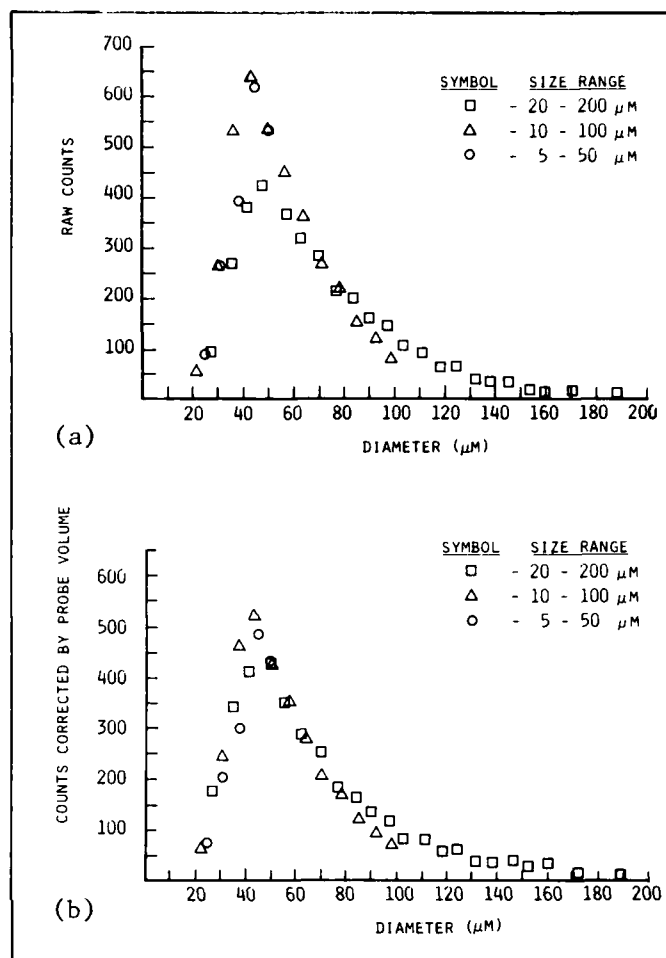 700
600
500
400
300
200
100
RAW COUNTS
SYMBOL SIZE RANGE
- 20 - 200 μM
- 10 - 100 μM
- 5 - 50 μM
20 40 60 80 100 120 140 160 180 200
(a)
DIAMETER (μM)
600
500
400
300
200
100
COUNTS CORRECTED BY PROBE VOLUME
SYMBOL SIZE RANGE
- 20 - 200 μM
- 10 - 100 μM
- 5 - 50 μM
20 40 60 80 100 120 140 160 180 200
(b)
DIAMETER (μM)